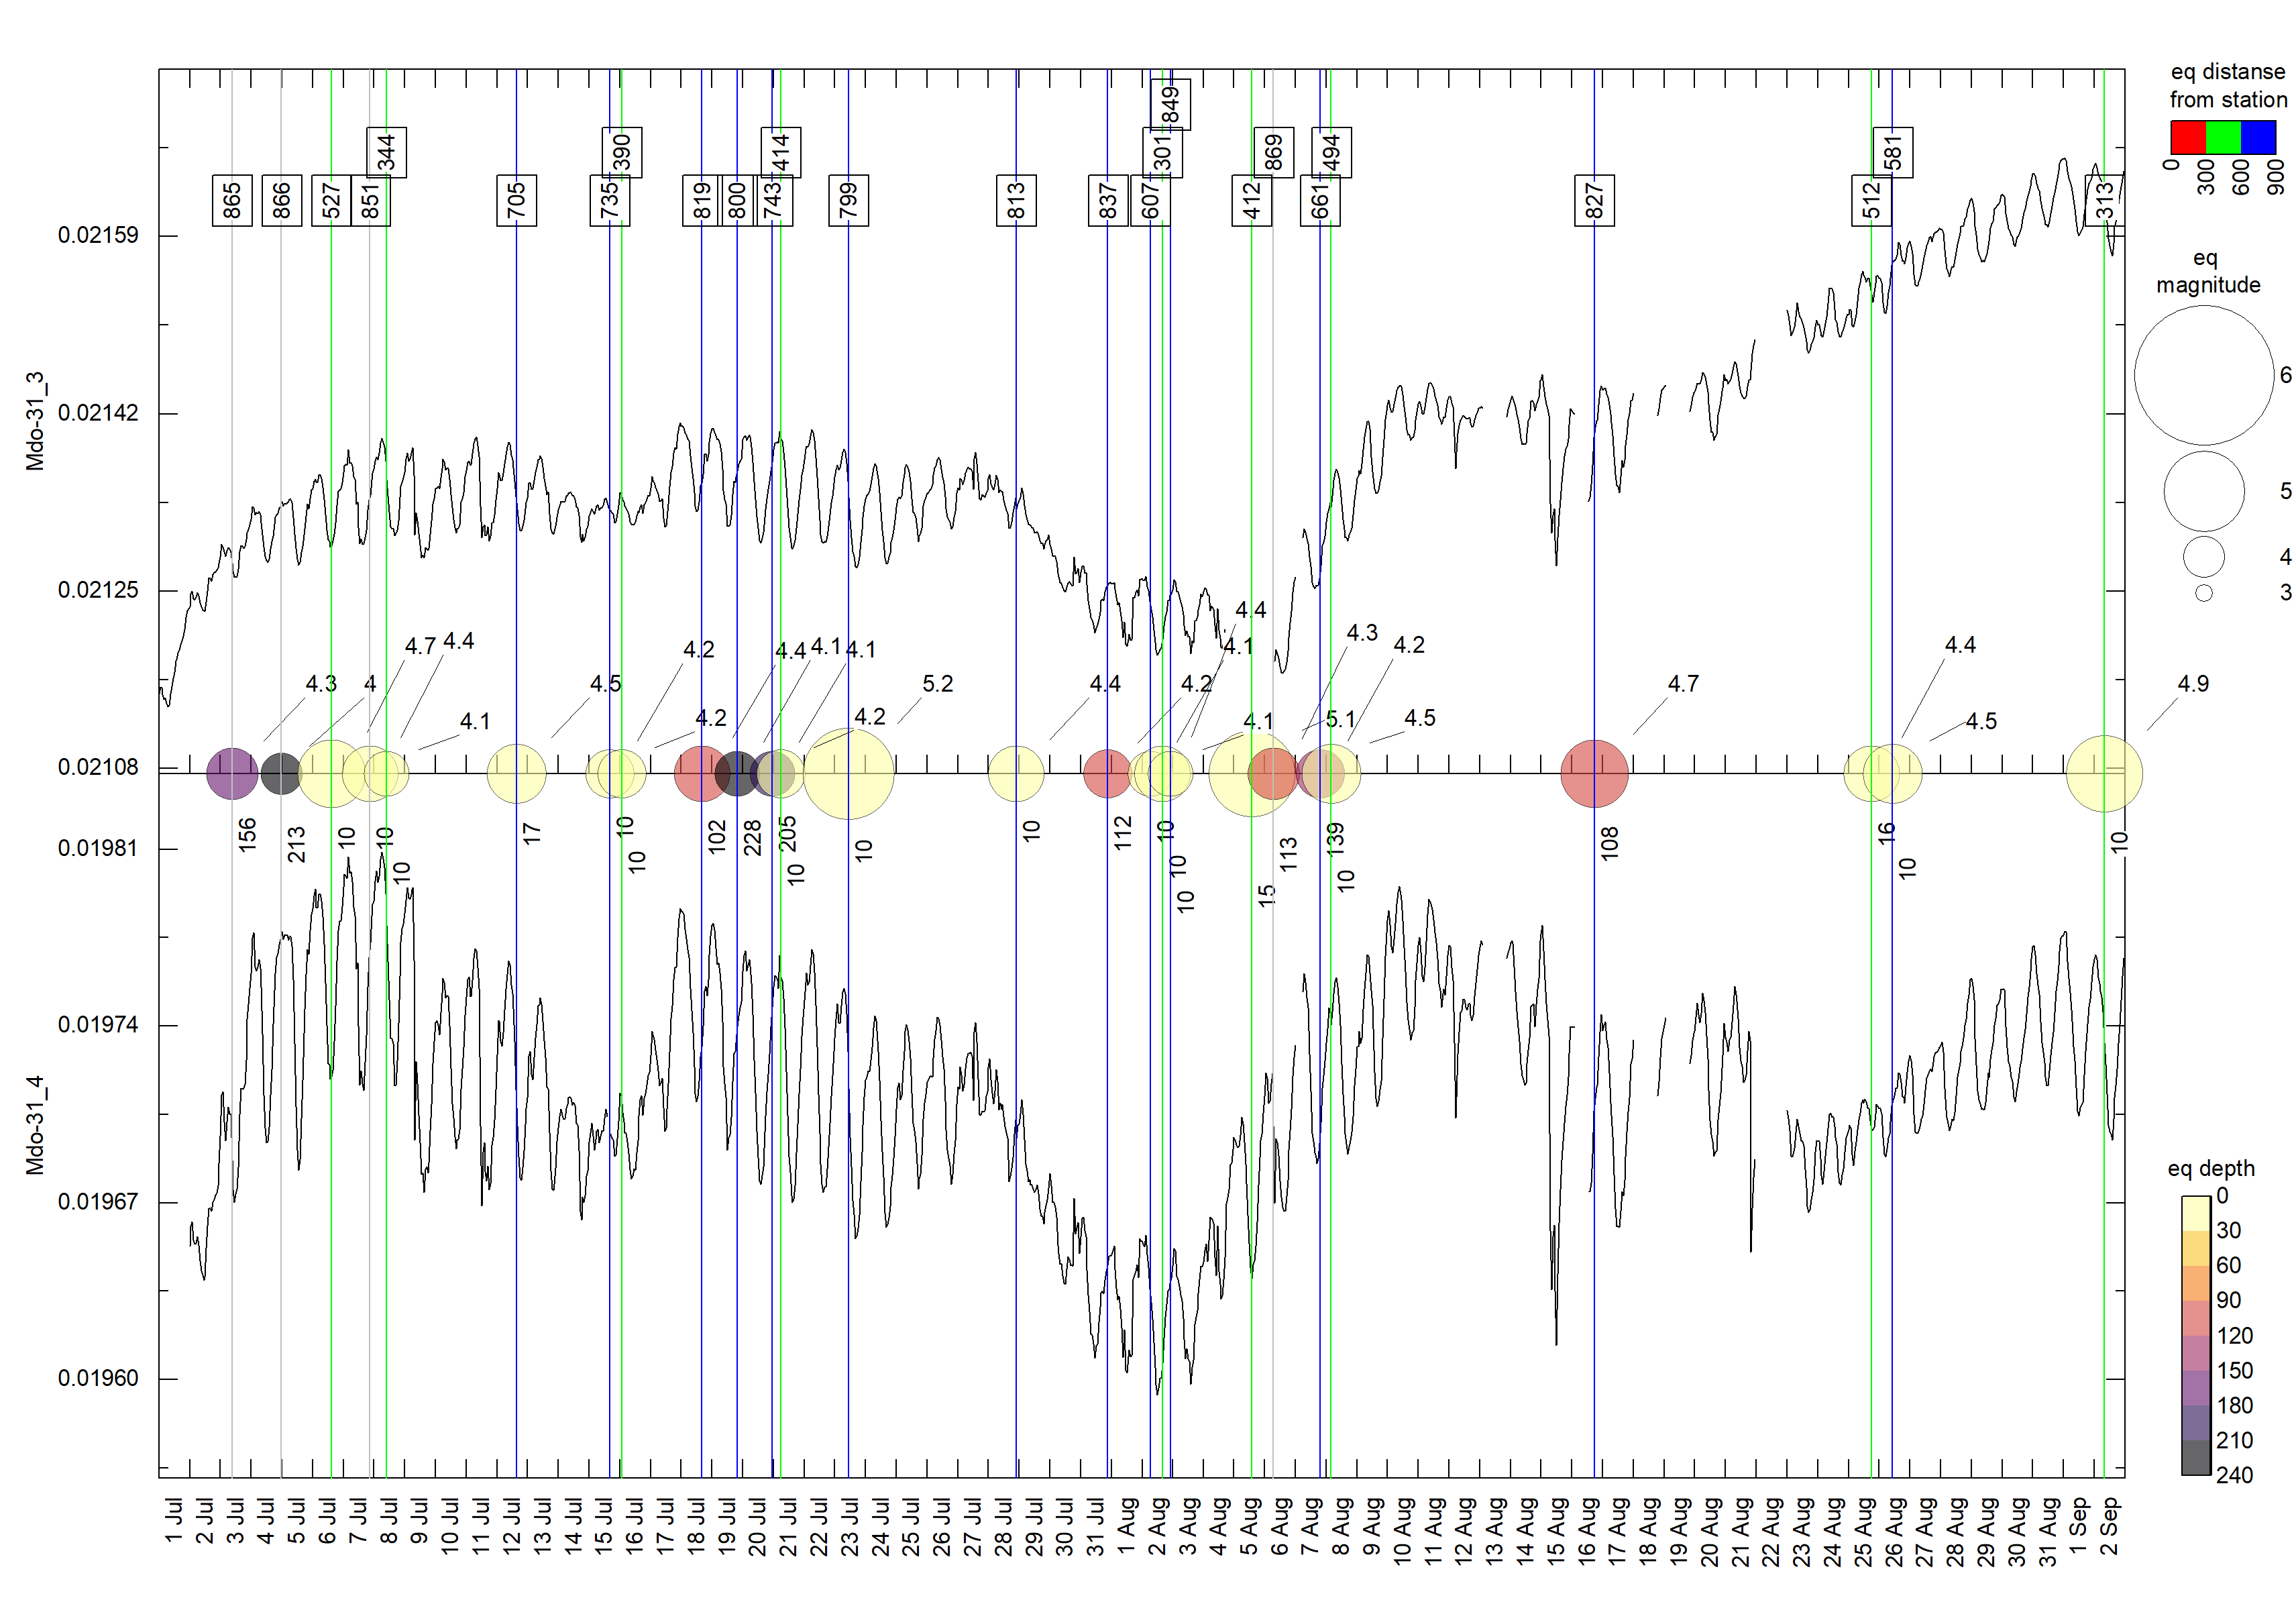 849
344
390
414
301
869
494
581
865
866
527
851
705
735
819
800
743
799
813
837
607
412
661
827
512
313
eq distanse
from station
0
300
600
900
eq
magnitude
6
5
4
3
0.02159
0.02142
0.02125
0.02108
Mdo-31_3
4.3
4
4.7
4.4
4.1
4.5
4.2
4.2
4.4
4.1
4.1
4.2
5.2
4.4
4.2
4.4
4.1
4.1
5.1
4.3
4.2
4.5
4.7
4.4
4.5
4.9
156
213
10
10
10
17
10
10
102
228
205
10
10
10
112
10
10
10
15
113
139
10
108
16
10
10
0.01981
0.01974
0.01967
0.01960
Mdo-31_4
eq depth
0
30
60
90
120
150
180
210
240
1 Jul
2 Jul
3 Jul
4 Jul
5 Jul
6 Jul
7 Jul
8 Jul
9 Jul
10 Jul
11 Jul
12 Jul
13 Jul
14 Jul
15 Jul
16 Jul
17 Jul
18 Jul
19 Jul
20 Jul
21 Jul
22 Jul
23 Jul
24 Jul
25 Jul
26 Jul
27 Jul
28 Jul
29 Jul
30 Jul
31 Jul
1 Aug
2 Aug
3 Aug
4 Aug
5 Aug
6 Aug
7 Aug
8 Aug
9 Aug
10 Aug
11 Aug
12 Aug
13 Aug
14 Aug
15 Aug
16 Aug
17 Aug
18 Aug
19 Aug
20 Aug
21 Aug
22 Aug
23 Aug
24 Aug
25 Aug
26 Aug
27 Aug
28 Aug
29 Aug
30 Aug
31 Aug
1 Sep
2 Sep